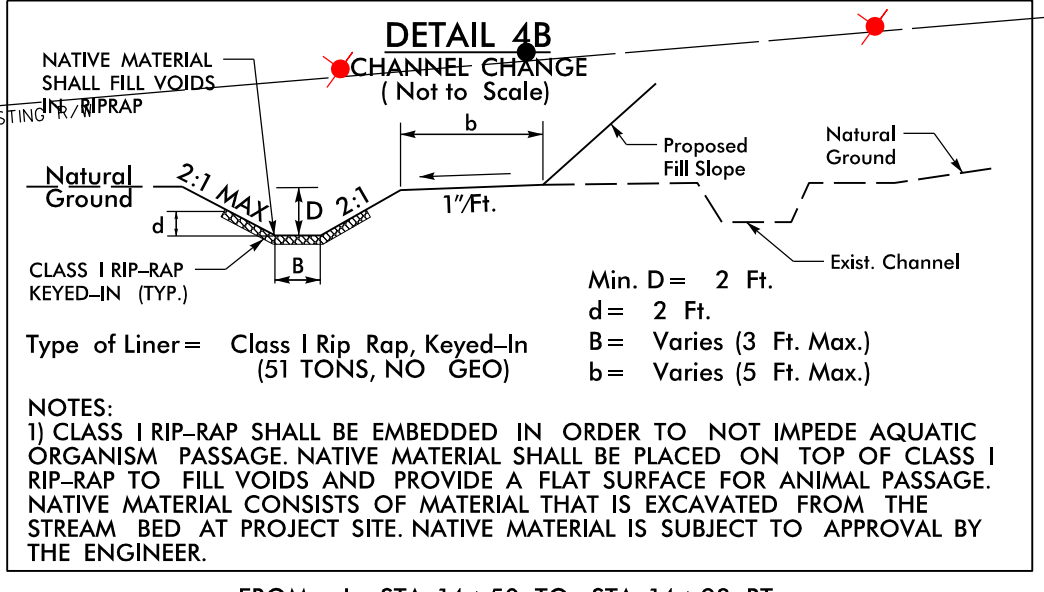 DETAIL 4B
CHANNEL CHANGE
( Not to Scale)
NATIVE MATERIAL
SHALL FILL VOIDS
IN RIPRAP
STING R/W
b
Proposed
Fill Slope
Natural
Ground
Natural
Ground
2:1 MAX
D
2:1
1"/Ft.
d
B
CLASS I RIP-RAP
KEYED-IN (TYP.)
Exist. Channel
Min. D = 2 Ft.
d = 2 Ft.
B = Varies (3 Ft. Max.)
b = Varies (5 Ft. Max.)
Type of Liner = Class I Rip Rap, Keyed-In
(51 TONS, NO GEO)
NOTES:
1) CLASS I RIP-RAP SHALL BE EMBEDDED IN ORDER TO NOT IMPEDE AQUATIC
ORGANISM PASSAGE. NATIVE MATERIAL SHALL BE PLACED ON TOP OF CLASS I
RIP-RAP TO FILL VOIDS AND PROVIDE A FLAT SURFACE FOR ANIMAL PASSAGE.
NATIVE MATERIAL CONSISTS OF MATERIAL THAT IS EXCAVATED FROM THE
STREAM BED AT PROJECT SITE. NATIVE MATERIAL IS SUBJECT TO APPROVAL BY
THE ENGINEER.
FROM STA TO STA